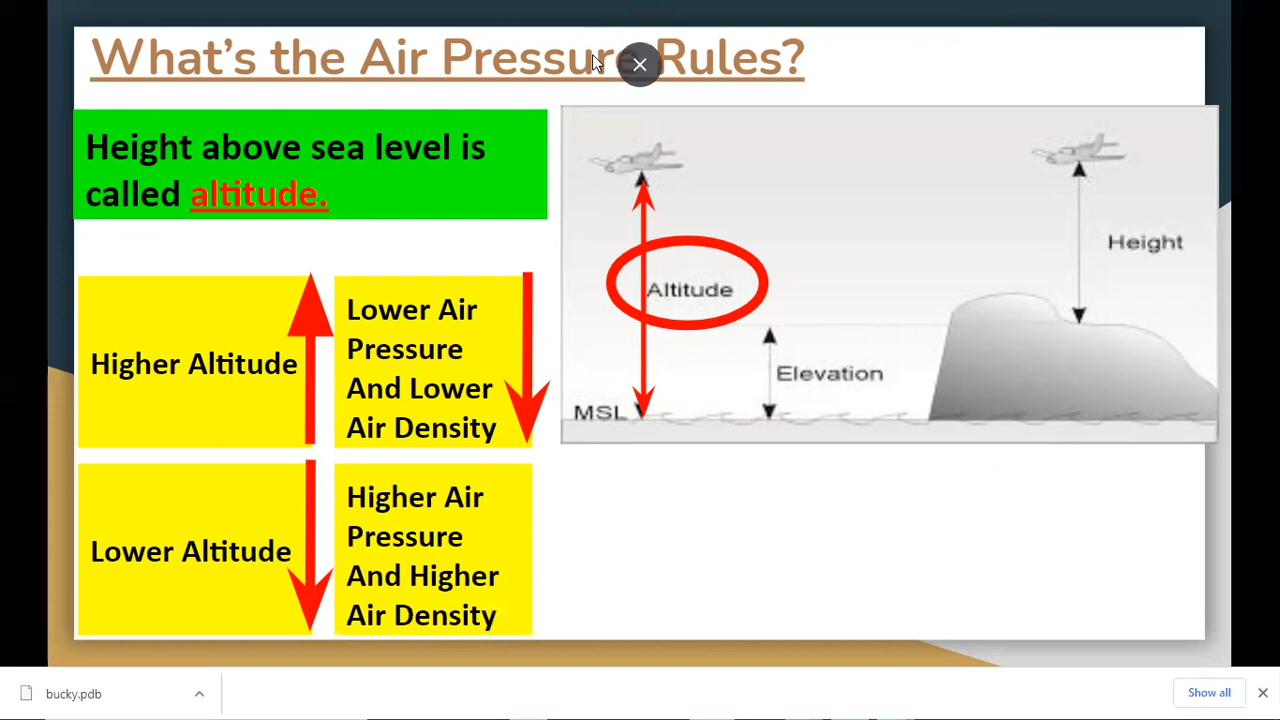 What's the Air Pressure Rules?
Height above sea level is
called altitude.
Higher Altitude
Lower Air
Pressure
And Lower
Air Density
Lower Altitude
Higher Air
Pressure
And Higher
Air Density
Altitude
Height
Elevation
MSL
bucky.pdb
Show all